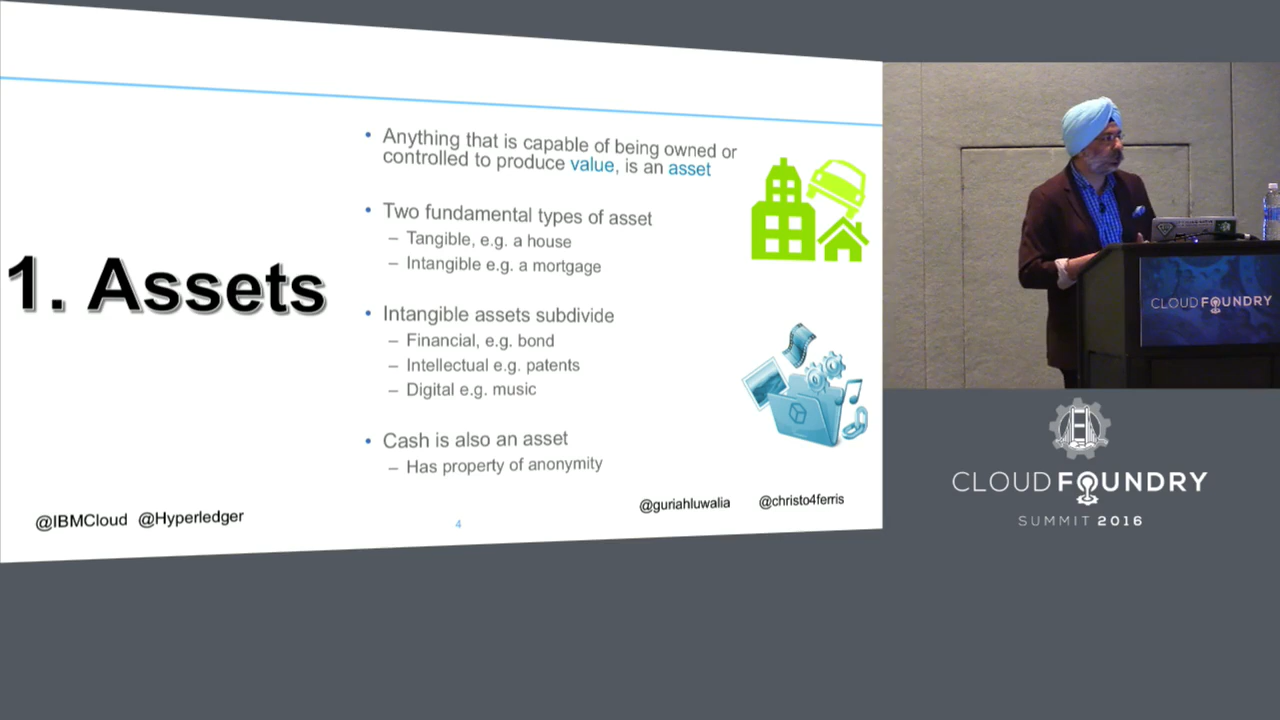 1. Assets
• Anything that is capable of being owned or
controlled to produce value, is an asset
• Two fundamental types of asset
– Tangible, e.g. a house
– Intangible e.g. a mortgage
• Intangible assets subdivide
– Financial, e.g. bond
– Intellectual e.g. patents
– Digital e.g. music
• Cash is also an asset
– Has property of anonymity
@IBMCloud @Hyperledger
4
@guriahluwalia @christo4ferris
CLOUD FOUNDRY
CLOUD FOUNDRY
SUMMIT 2016